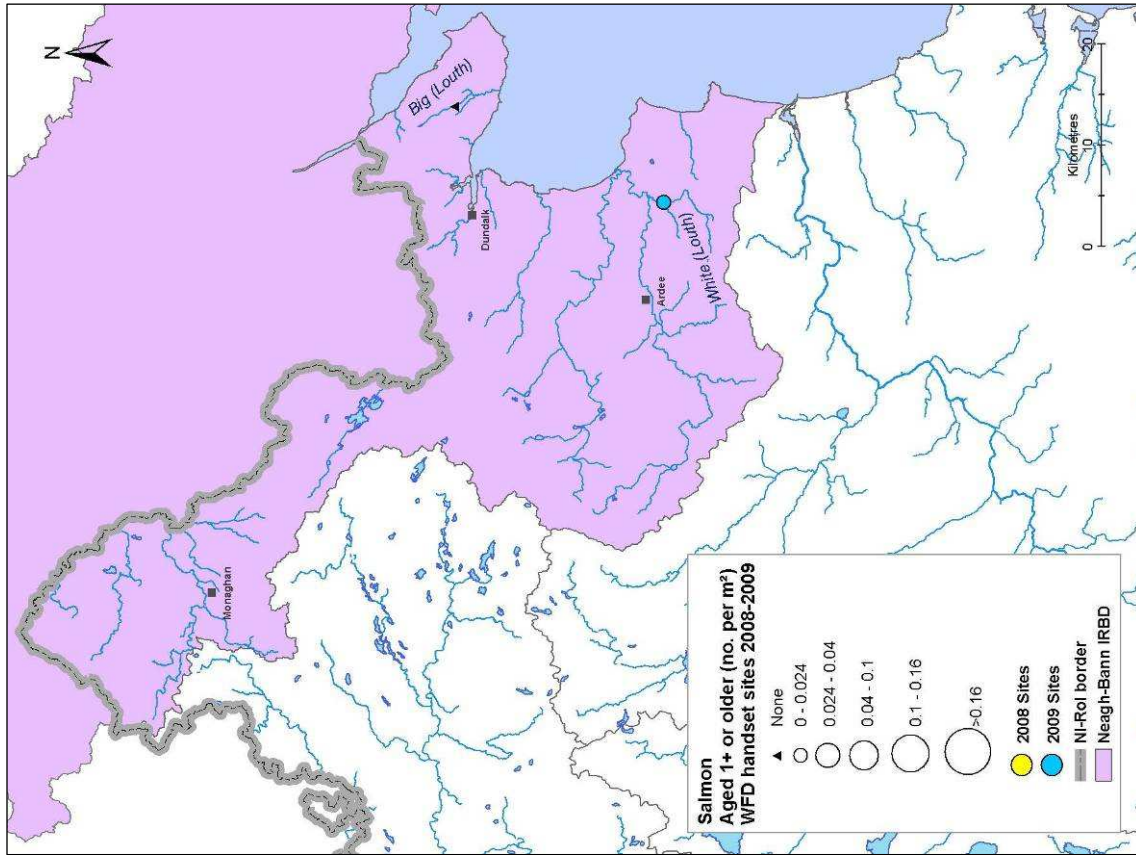 N
Big (Louth)
Dundalk
White (Louth)
Ardee
Monaghan
Salmon
Aged 1+ or older (no. per m²)
WFD handset sites 2008-2009
None
0 - 0.024
0.024 - 0.04
0.04 - 0.1
0.1 - 0.16
>0.16
2008 Sites
2009 Sites
NI-RoI border
Neagh-Bann IRBD
0 10 20
Kilometres